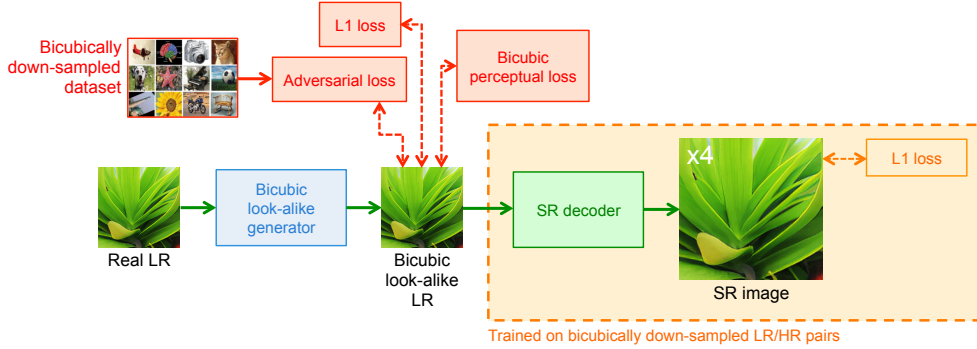 Bicubically
down-sampled
dataset
L1 loss
Adversarial loss
Bicubic
perceptual loss
Real LR
Bicubic
look-alike
generator
Bicubic
look-alike
LR
SR decoder
x4
SR image
L1 loss
Trained on bicubically down-sampled LR/HR pairs